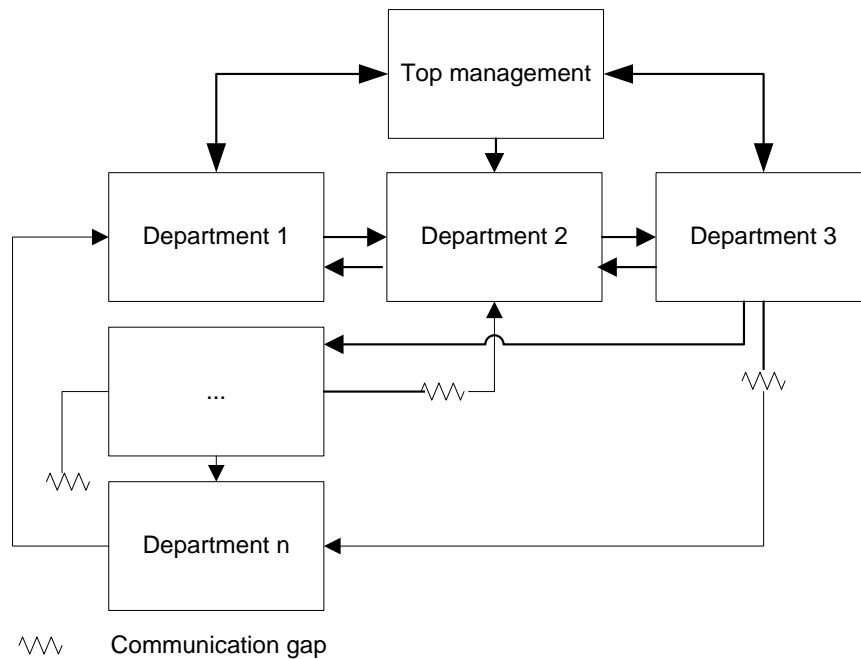 Top management
Department 1
Department 2
Department 3
...
Department n
Communication gap